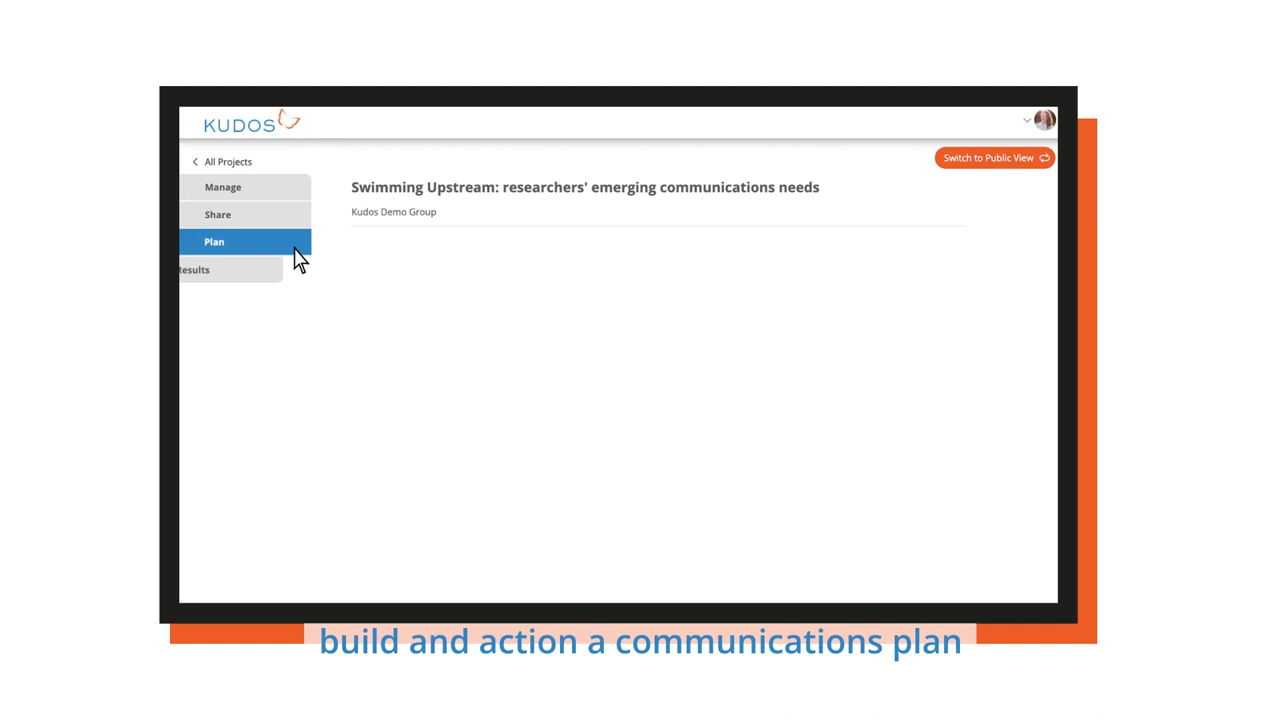 KUDOS
All Projects
Switch to Public View
Manage
Share
Plan
esults
Swimming Upstream: researchers' emerging communications needs
Kudos Demo Group
build and action a communications plan